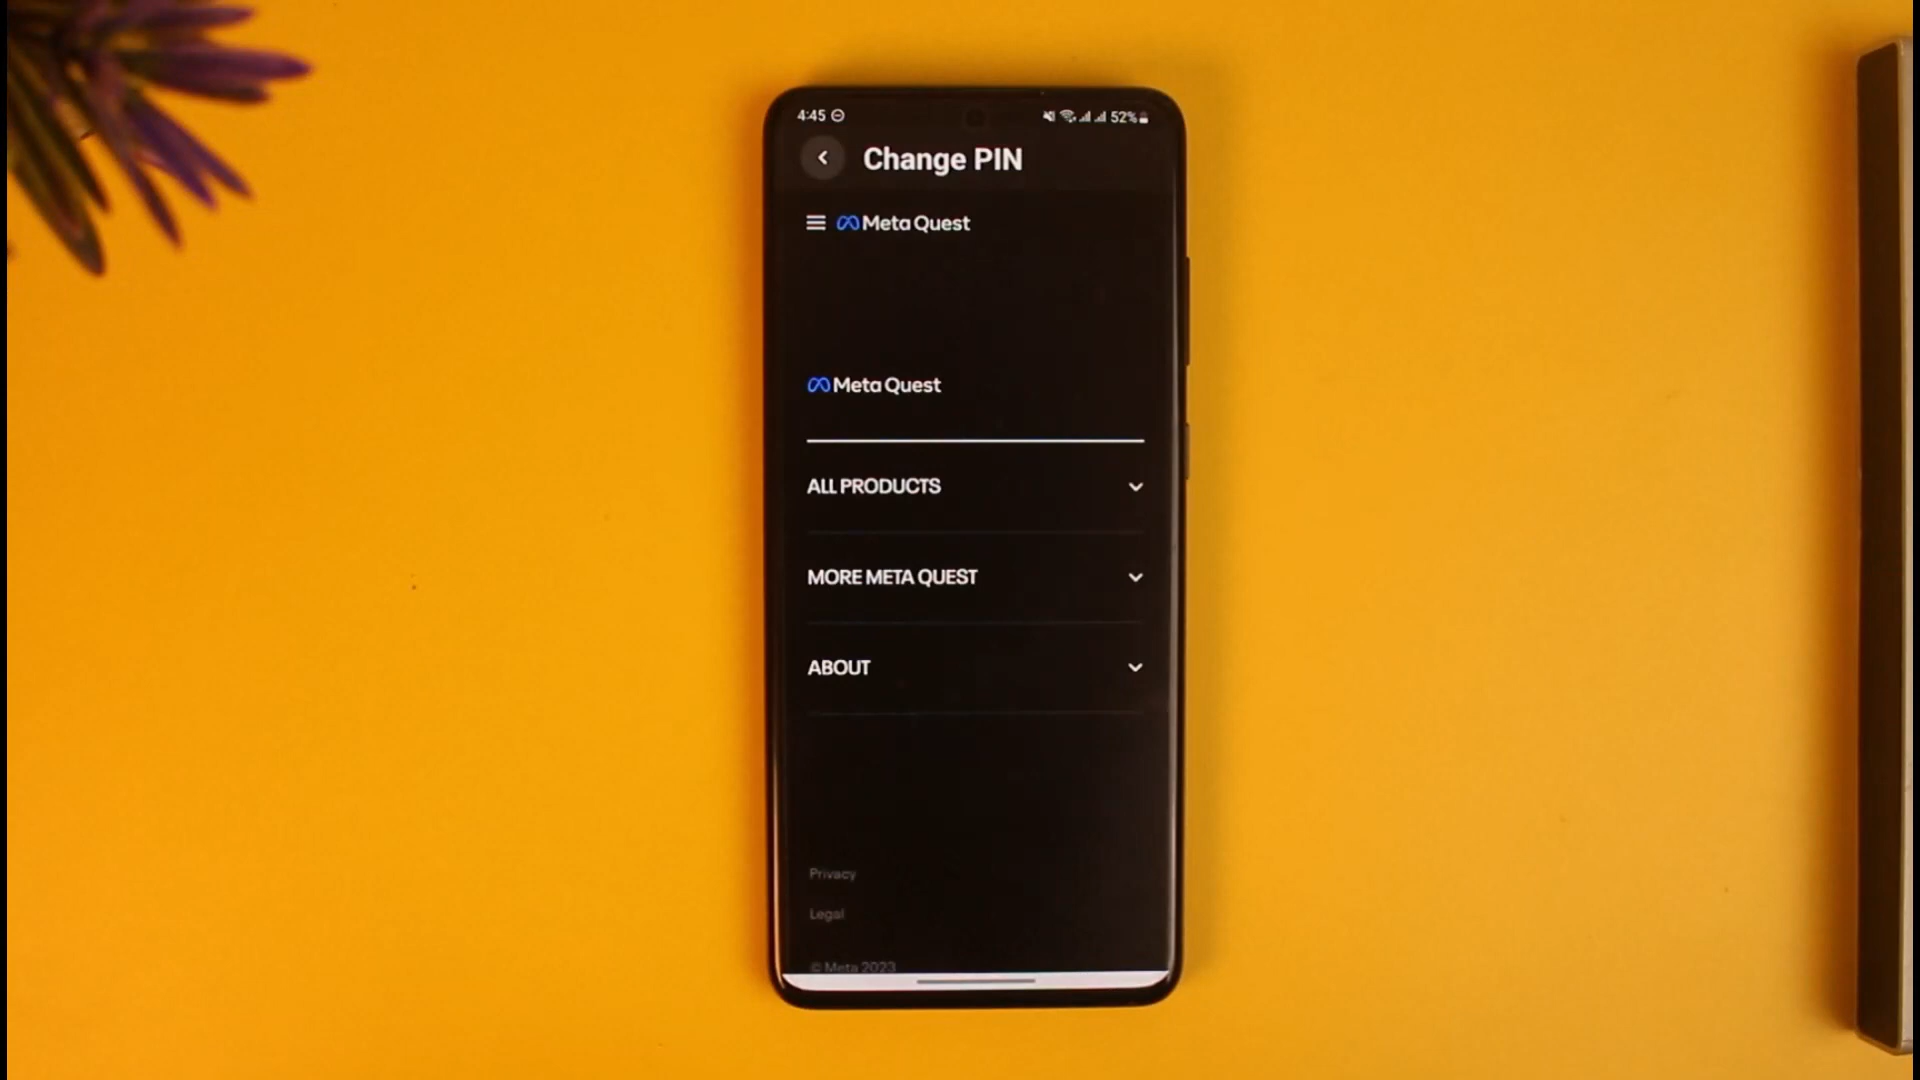 4:45
52%
Change PIN
Meta Quest
Meta Quest
ALL PRODUCTS
MORE META QUEST
ABOUT
Privacy
Legal
© Meta 2023